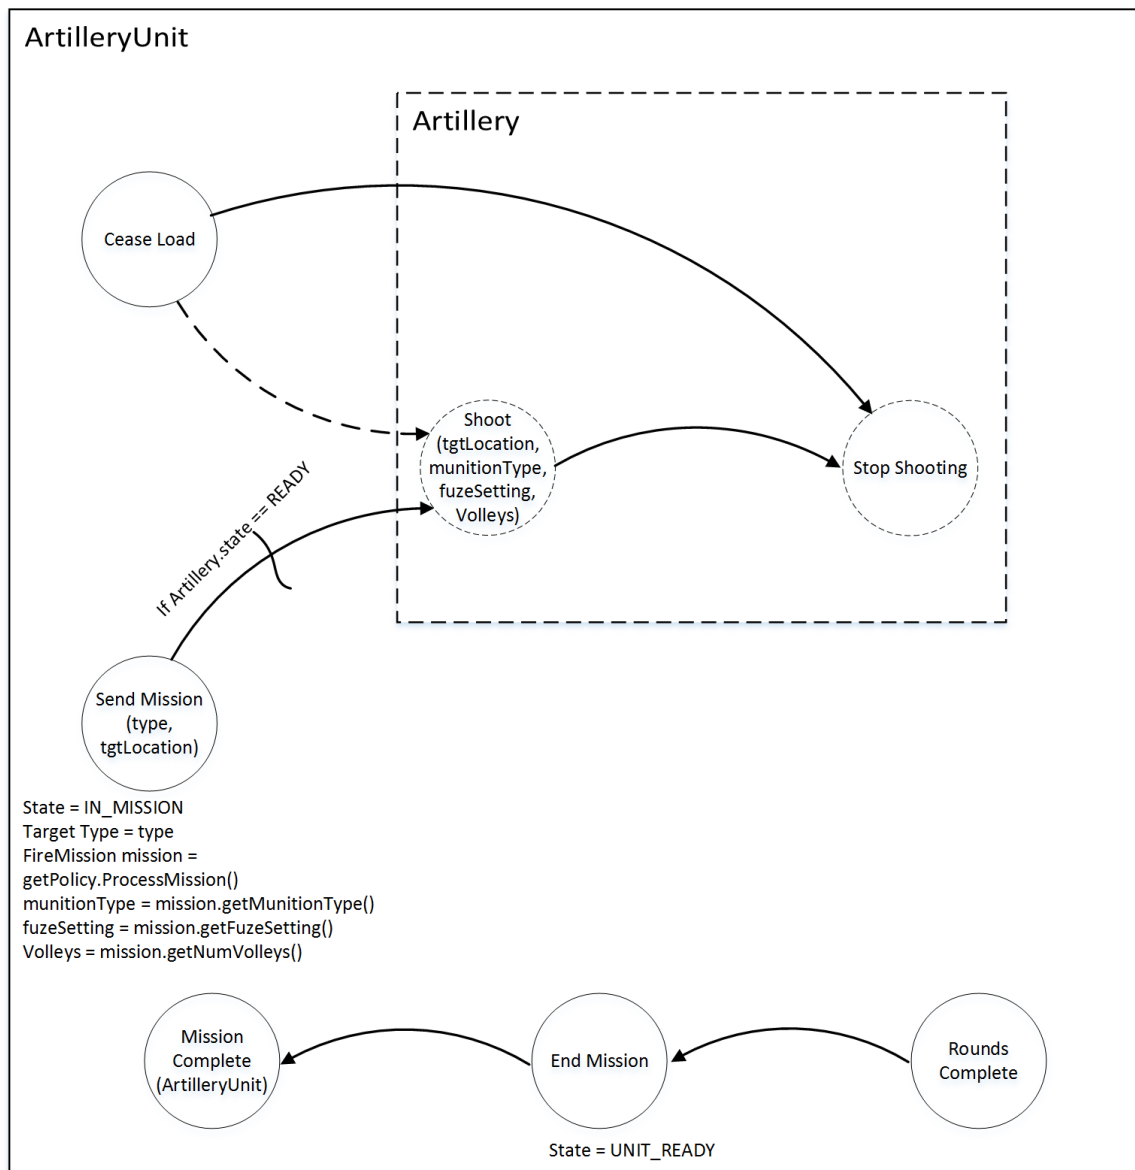 ArtilleryUnit
Artillery
Cease Load
Shoot
(tgtLocation,
munitionType,
fuzeSetting,
Volleys)
Stop Shooting
If Artillery.state == READY
Send Mission
(type,
tgtLocation)
State = IN_MISSION
Target Type = type
FireMission mission =
getPolicy.ProcessMission()
munitionType = mission.getMunitionType()
fuzeSetting = mission.getFuzeSetting()
Volleys = mission.getNumVolleys()
Mission
Complete
(ArtilleryUnit)
End Mission
Rounds
Complete
State = UNIT_READY